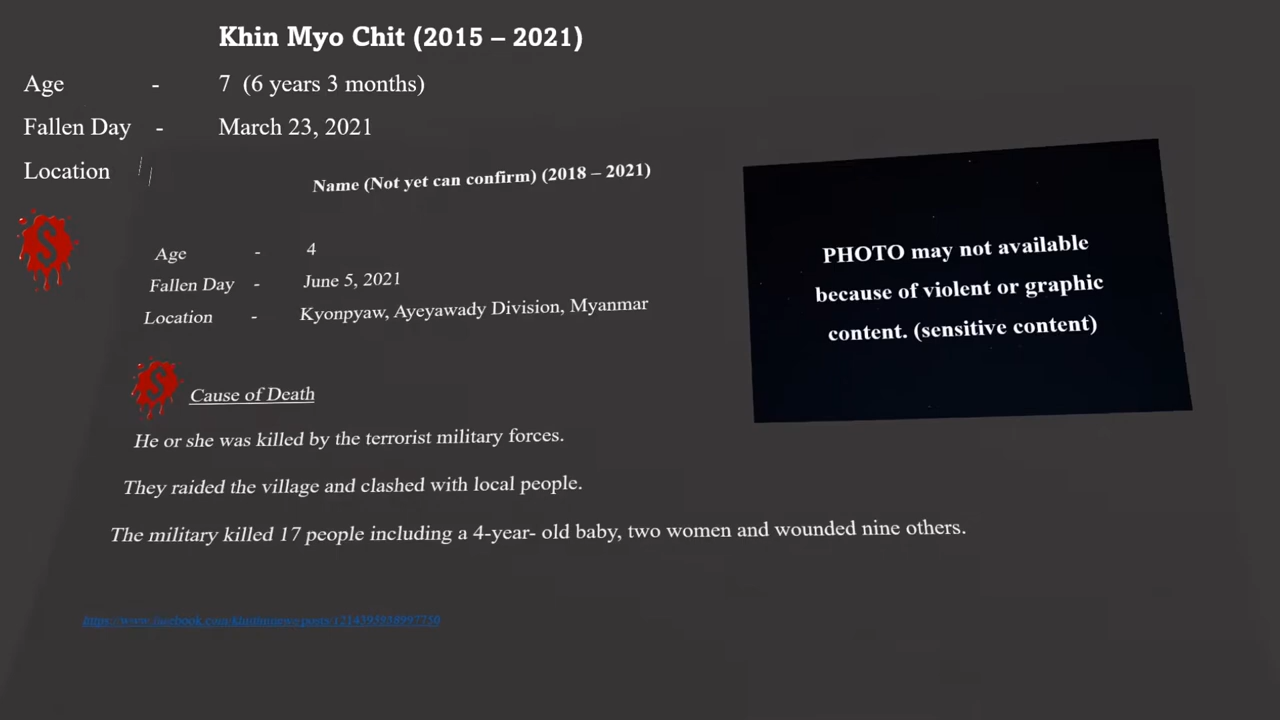 Khin Myo Chit (2015 – 2021)
Age - 7 (6 years 3 months)
Fallen Day - March 23, 2021
Location
Name (Not yet can confirm) (2018 – 2021)
Age - 4
Fallen Day - June 5, 2021
Location - Kyonpyaw, Ayeyawady Division, Myanmar
PHOTO may not available
because of violent or graphic
content. (sensitive content)
Cause of Death
He or she was killed by the terrorist military forces.
They raided the village and clashed with local people.
The military killed 17 people including a 4-year- old baby, two women and wounded nine others.